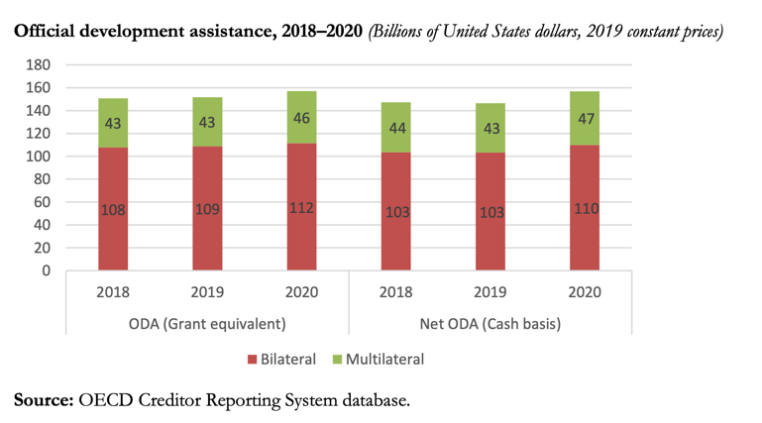 Official development assistance, 2018–2020 (Billions of United States dollars, 2019 constant prices)
180
160
140
120
100
80
60
40
20
0
43 43 46 44 43 47
108 109 112 103 103 110
2018 2019 2020 2018 2019 2020
ODA (Grant equivalent) Net ODA (Cash basis)
Bilateral Multilateral
Source: OECD Creditor Reporting System database.